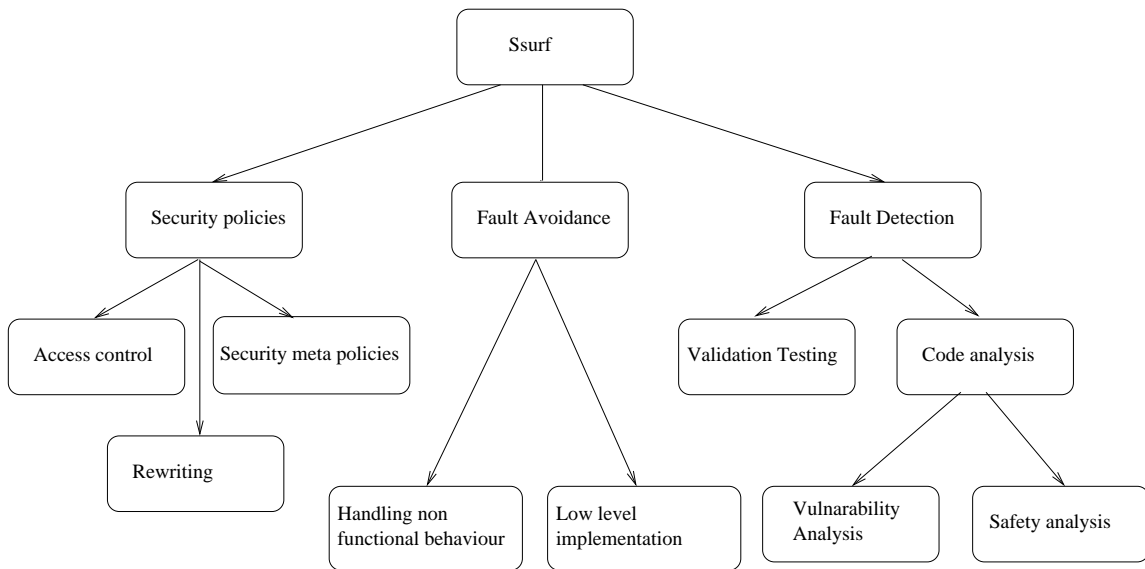 Ssurf
Security policies
Fault Avoidance
Fault Detection
Access control
Security meta policies
Validation Testing
Code analysis
Rewriting
Handling non
functional behaviour
Low level
implementation
Vulnarability
Analysis
Safety analysis